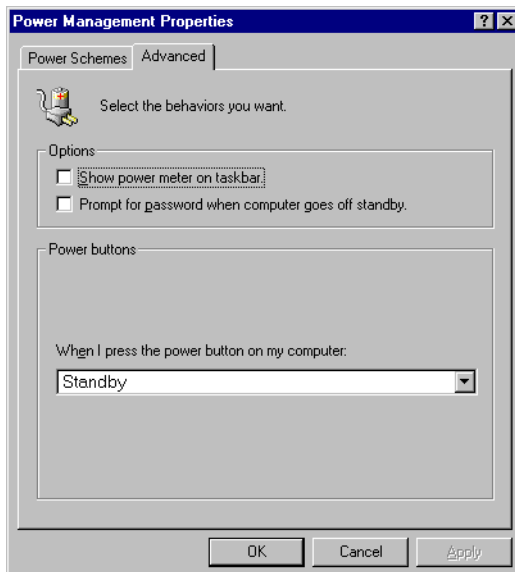 Power Management Properties
Power Schemes
Advanced
Select the behaviors you want.
Options
Show power meter on taskbar.
Prompt for password when computer goes off standby.
Power buttons
When I press the power button on my computer:
Standby
OK
Cancel
Apply